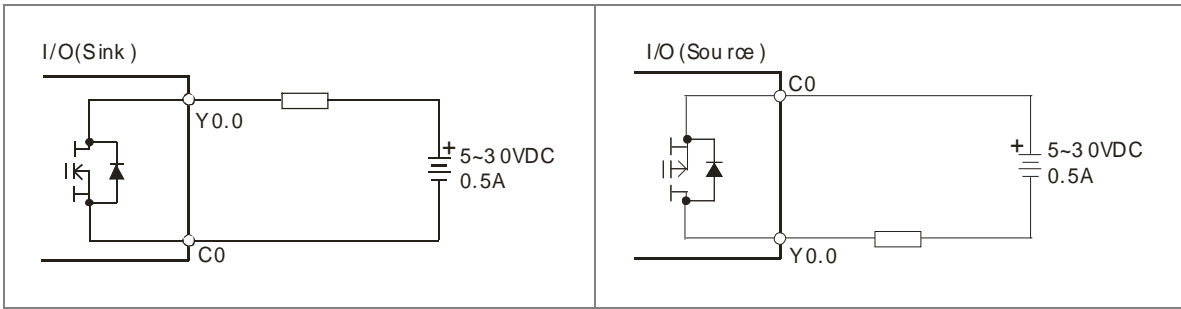 I/O(Sink)
Y0.0
+
5~30VDC
0.5A
C0
I/O(Source)
C0
+
5~30VDC
0.5A
Y0.0